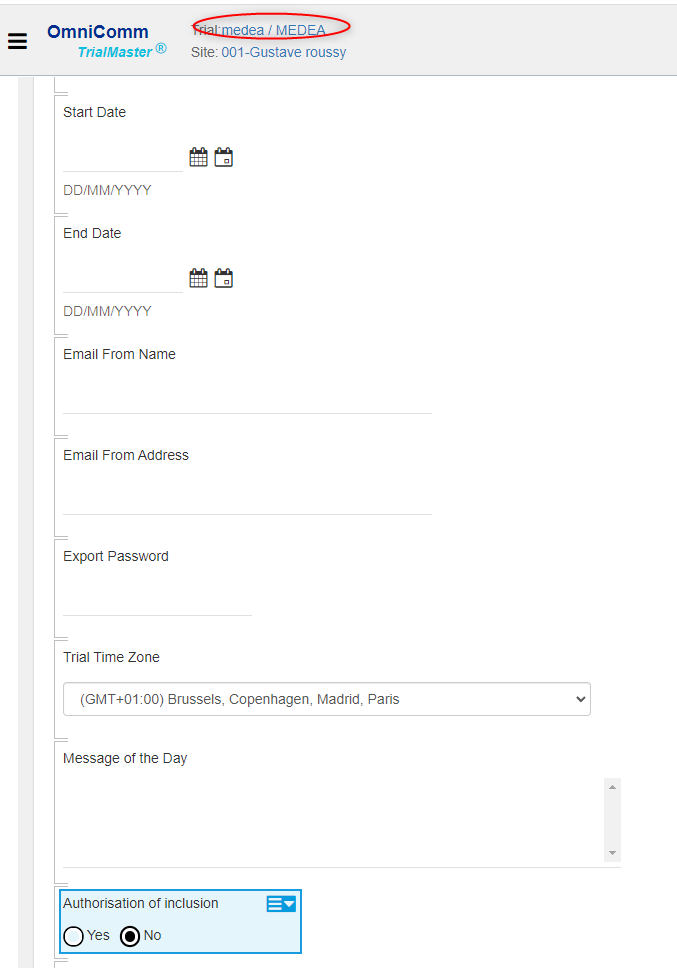 OmniComm
TrialMaster ®
Trial:medea / MEDEA
Site: 001-Gustave roussy
Start Date
DD/MM/YYYY
End Date
DD/MM/YYYY
Email From Name
Email From Address
Export Password
Trial Time Zone
(GMT+01:00) Brussels, Copenhagen, Madrid, Paris
Message of the Day
Authorisation of inclusion
Yes No